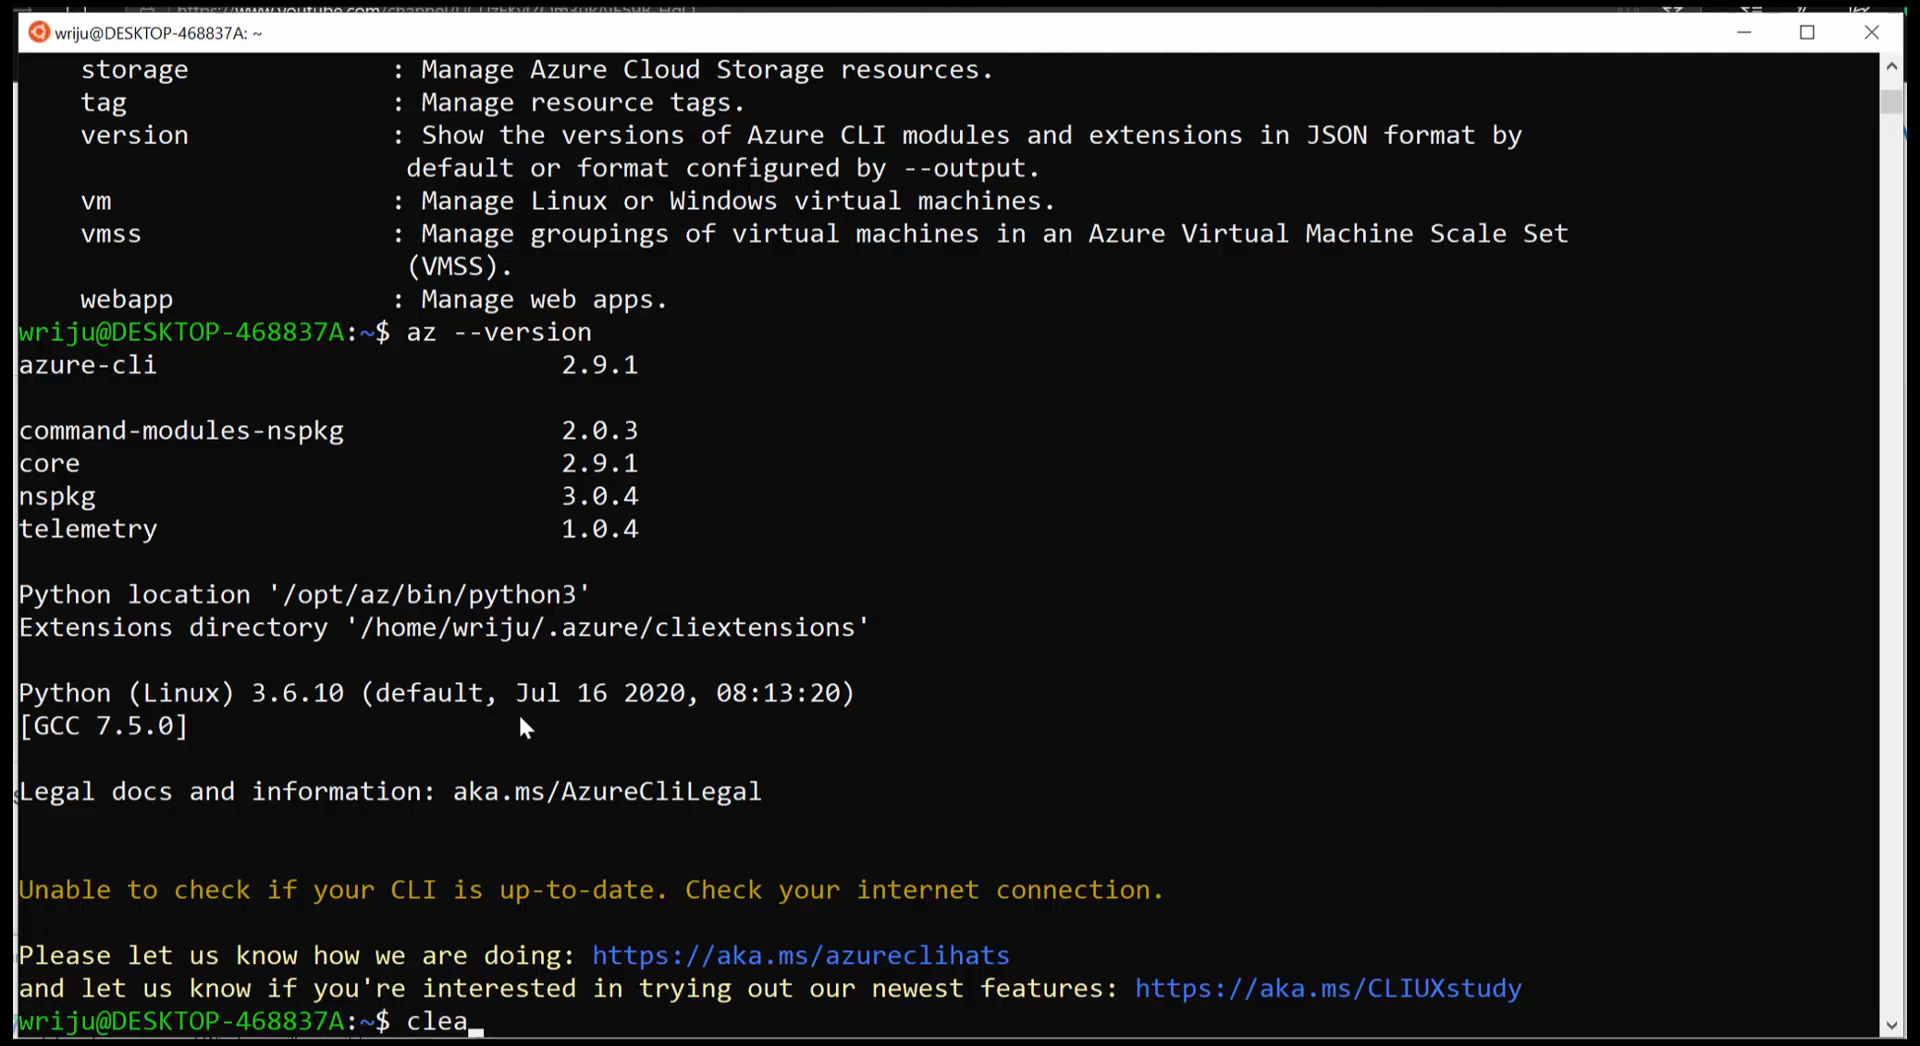 wriju@DESKTOP-468837A: ~
storage : Manage Azure Cloud Storage resources.
tag : Manage resource tags.
version : Show the versions of Azure CLI modules and extensions in JSON format by
default or format configured by --output.
vm : Manage Linux or Windows virtual machines.
vmss : Manage groupings of virtual machines in an Azure Virtual Machine Scale Set
(VMSS).
webapp : Manage web apps.
wriju@DESKTOP-468837A:~$ az --version
azure-cli 2.9.1
command-modules-nspkg 2.0.3
core 2.9.1
nspkg 3.0.4
telemetry 1.0.4
Python location '/opt/az/bin/python3'
Extensions directory '/home/wriju/.azure/cliextensions'
Python (Linux) 3.6.10 (default, Jul 16 2020, 08:13:20)
[GCC 7.5.0]
Legal docs and information: aka.ms/AzureCliLegal
Unable to check if your CLI is up-to-date. Check your internet connection.
Please let us know how we are doing: https://aka.ms/azureclihats
and let us know if you're interested in trying out our newest features: https://aka.ms/CLIUXstudy
wriju@DESKTOP-468837A:~$ clea